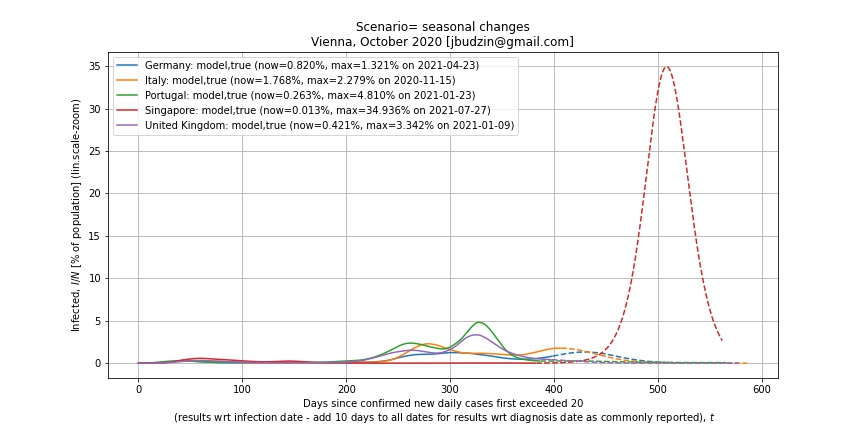 Scenario= seasonal changes
Vienna, October 2020 [jbudzin@gmail.com]
Germany: model,true (now=0.820%, max=1.321% on 2021-04-23)
Italy: model,true (now=1.768%, max=2.279% on 2020-11-15)
Portugal: model,true (now=0.263%, max=4.810% on 2021-01-23)
Singapore: model,true (now=0.013%, max=34.936% on 2021-07-27)
United Kingdom: model,true (now=0.421%, max=3.342% on 2021-01-09)
Infected, I/N [% of population] (lin.scale-zoom)
35
30
25
20
15
10
5
0
0 100 200 300 400 500 600
Days since confirmed new daily cases first exceeded 20
(results wrt infection date - add 10 days to all dates for results wrt diagnosis date as commonly reported), t